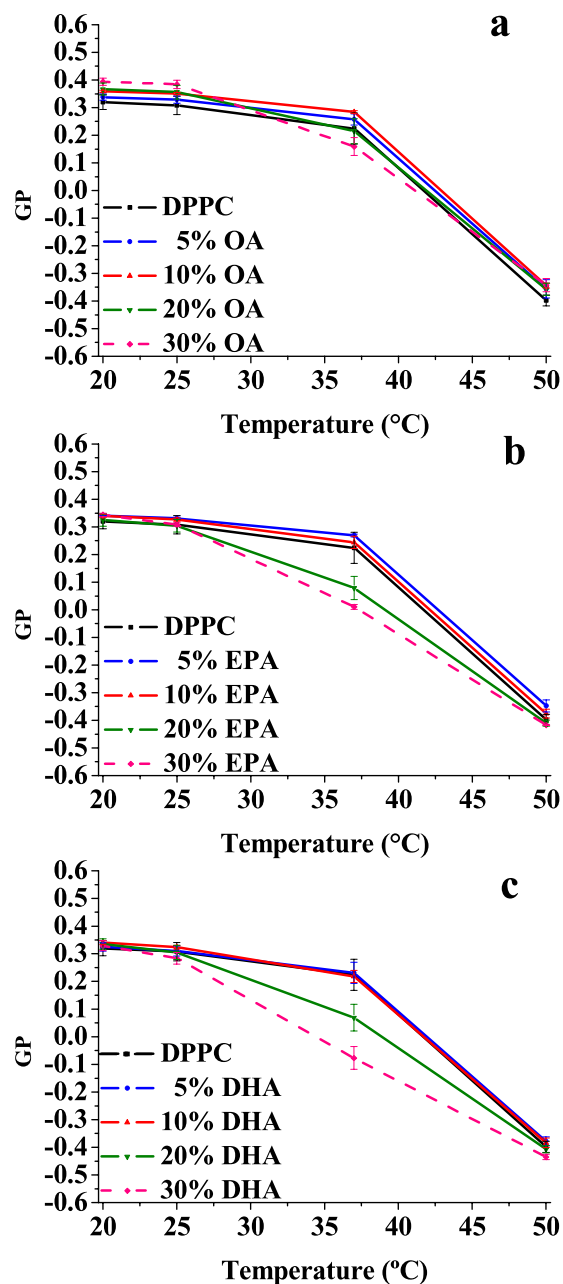 a
0.6
0.5
0.4
0.3
0.2
0.1
0.0
-0.1
-0.2
-0.3
-0.4
-0.5
-0.6
GP
DPPC
5% OA
10% OA
20% OA
30% OA
20 25 30 35 40 45 50
Temperature (°C)
b
0.6
0.5
0.4
0.3
0.2
0.1
0.0
-0.1
-0.2
-0.3
-0.4
-0.5
-0.6
GP
DPPC
5% EPA
10% EPA
20% EPA
30% EPA
20 25 30 35 40 45 50
Temperature (°C)
c
0.6
0.5
0.4
0.3
0.2
0.1
0.0
-0.1
-0.2
-0.3
-0.4
-0.5
-0.6
GP
DPPC
5% DHA
10% DHA
20% DHA
30% DHA
20 25 30 35 40 45 50
Temperature (ºC)